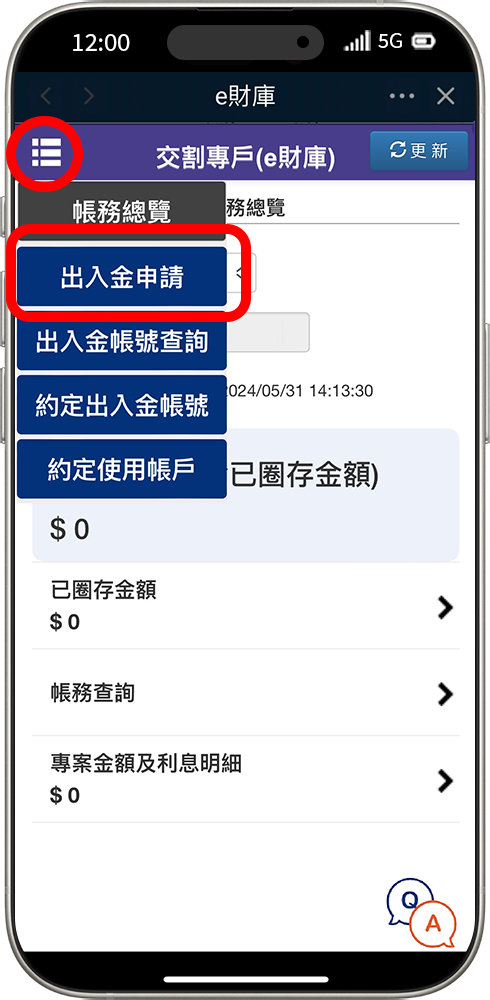 12:00
5G
e財庫
交割專戶(e財庫)
更新
帳務總覽
務總覽
出入金申請
出入金帳號查詢
024/05/31 14:13:30
約定出入金帳號
約定使用帳戶
已圈存金額)
$ 0
已圈存金額
$ 0
帳務查詢
專案金額及利息明細
$ 0
Q
A